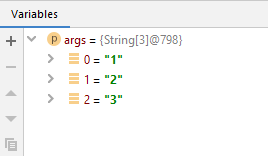 Variables
p args = {String[3]@798}
0 = "1"
1 = "2"
2 = "3"